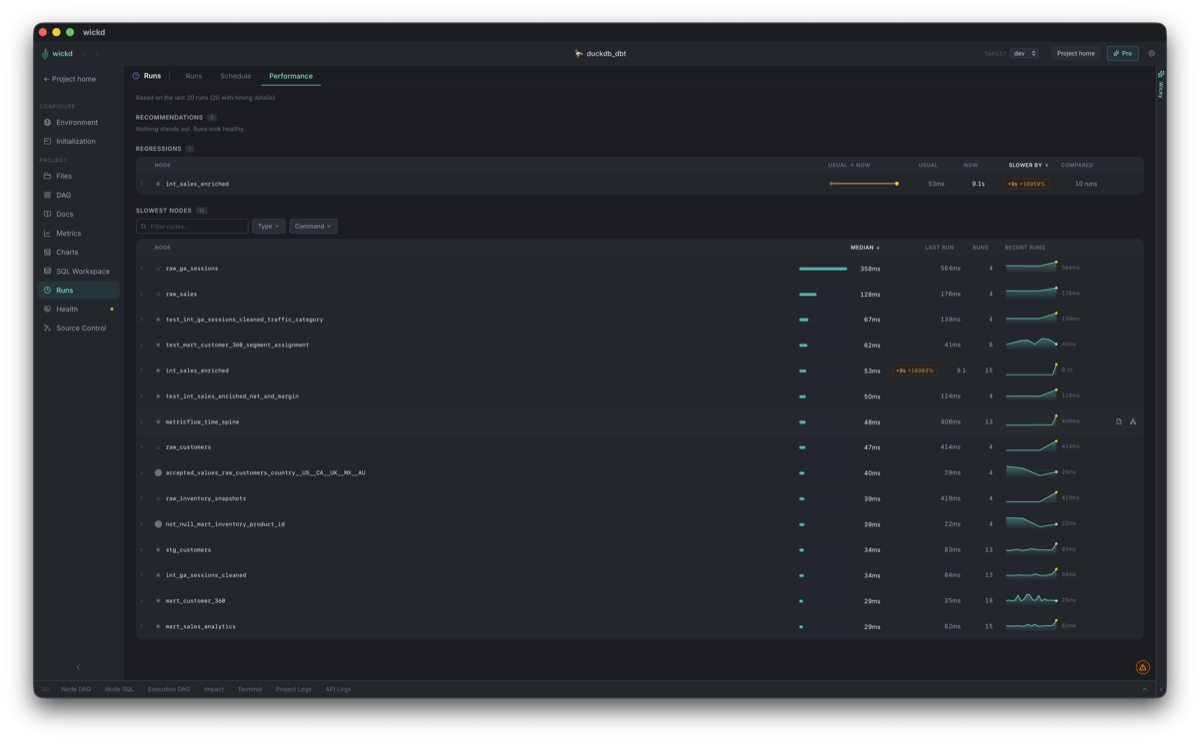 wickd
wickd
duckdb_dbt
TARGET dev Project home Pro
Project home
Runs Runs Schedule Performance
Wicky
Based on the last 20 runs (20 with timing details)
CONFIGURE
Environment
Initialization
PROJECT
Files
DAG
Docs
Metrics
Charts
SQL Workspace
Runs
Health
Source Control
RECOMMENDATIONS 0
Nothing stands out. Runs look healthy.
REGRESSIONS 1
NODE USUAL → NOW USUAL NOW SLOWER BY ↓ COMPARED
int_sales_enriched 53ms 9.1s +9s +16959% 10 runs
SLOWEST NODES 15
Filter nodes... Type Command
NODE MEDIAN ↓ LAST RUN RUNS RECENT RUNS
raw_ga_sessions 358ms 564ms 4 564ms
raw_sales 128ms 176ms 4 176ms
test_int_ga_sessions_cleaned_traffic_category 67ms 139ms 4 139ms
test_mart_customer_360_segment_assignment 62ms 41ms 8 41ms
int_sales_enriched 53ms +9s +16983% 9.1 15 9.1s
test_int_sales_enriched_net_and_margin 50ms 124ms 4 124ms
metricflow_time_spine 48ms 408ms 13 408ms
raw_customers 47ms 414ms 4 414ms
accepted_values_raw_customers_country__US__CA__UK__MX__AU 40ms 29ms 4 29ms
raw_inventory_snapshots 39ms 419ms 4 419ms
not_null_mart_inventory_product_id 39ms 22ms 4 22ms
stg_customers 34ms 83ms 13 83ms
int_ga_sessions_cleaned 34ms 84ms 13 84ms
mart_customer_360 29ms 25ms 18 25ms
mart_sales_analytics 29ms 62ms 15 62ms
Node DAG Node SQL Execution DAG Impact Terminal Project Logs API Logs